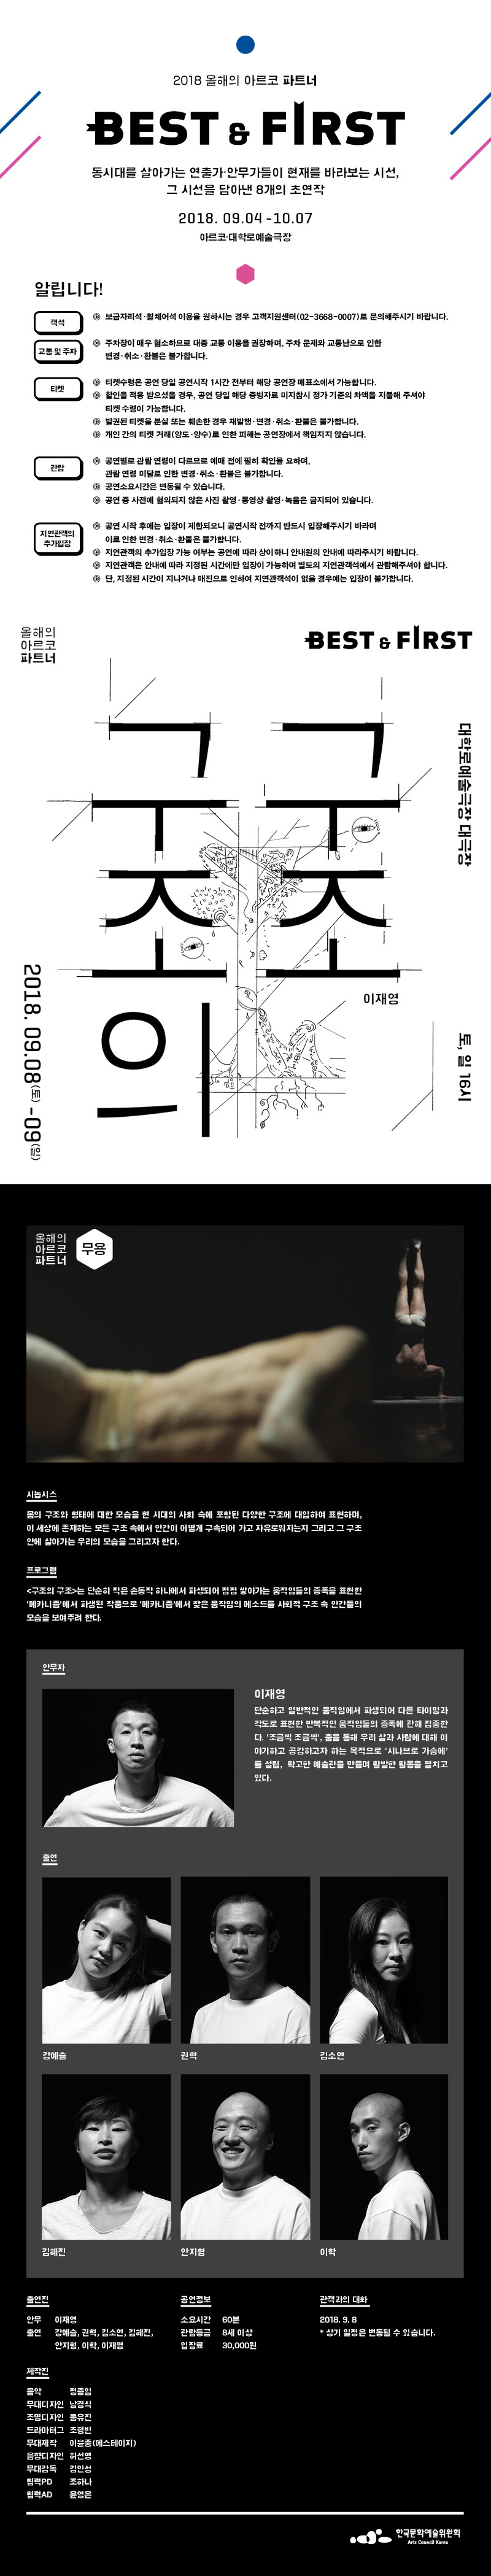 2018 올해의 아르코 파트너
BEST & FIRST
동시대를 살아가는 연출가·안무가들이 현재를 바라보는 시선,
그 시선을 담아낸 8개의 초연작
2018. 09.04 -10.07
아르코·대학로예술극장
알립니다!
객석
보금자리석·휠체어석 이용을 원하시는 경우 고객지원센터(02-3668-0007)로 문의해주시기 바랍니다.
교통 및 주차
주차장이 매우 협소하므로 대중 교통 이용을 권장하며, 주차 문제와 교통난으로 인한
변경·취소·환불은 불가합니다.
티켓
티켓수령은 공연 당일 공연시작 1시간 전부터 해당 공연장 매표소에서 가능합니다.
할인을 적용 받으셨을 경우, 공연 당일 해당 증빙자료 미지참시 정가 기준의 차액을 지불해 주셔야
티켓 수령이 가능합니다.
발권된 티켓을 분실 또는 훼손한 경우 재발행·변경·취소·환불은 불가합니다.
개인 간의 티켓 거래(양도·양수)로 인한 피해는 공연장에서 책임지지 않습니다.
관람
공연별로 관람 연령이 다르므로 예매 전에 필히 확인을 요하며,
관람 연령 미달로 인한 변경·취소·환불은 불가합니다.
공연소요시간은 변동될 수 있습니다.
공연 중 사전에 협의되지 않은 사진 촬영·동영상 촬영·녹음은 금지되어 있습니다.
지연관객의
추가입장
공연 시작 후에는 입장이 제한되오니 공연시작 전까지 반드시 입장해주시기 바라며
이로 인한 변경·취소·환불은 불가합니다.
지연관객의 추가입장 가능 여부는 공연에 따라 상이하니 안내원의 안내에 따라주시기 바랍니다.
지연관객은 안내에 따라 지정된 시간에만 입장이 가능하며 별도의 지연관객석에서 관람해주셔야 합니다.
단, 지정된 시간이 지나거나 매진으로 인하여 지연관객석이 없을 경우에는 입장이 불가합니다.
올해의
아르코
파트너
BEST & FIRST
구조의
구조
대학로예술극장 대극장
이재영
2018. 09.08(토) -09(일)
토, 일 16시
올해의
아르코
파트너
무용
시놉시스
몸의 구조와 형태에 대한 모습을 현 시대의 사회 속에 포함된 다양한 구조에 대입하여 표현하며,
이 세상에 존재하는 모든 구조 속에서 인간이 어떻게 구속되어 가고 자유로워지는지 그리고 그 구조
안에 살아가는 우리의 모습을 그리고자 한다.
프로그램
<구조의 구조>는 단순히 작은 손동작 하나에서 파생되어 점점 쌓아가는 움직임들의 증폭을 표현한
'메카니즘'에서 파생된 작품으로 '메카니즘'에서 찾은 움직임의 메소드를 사회적 구조 속 인간들의
모습을 보여주려 한다.
안무자
이재영
단순하고 일반적인 움직임에서 파생되어 다른 타이밍과
각도로 표현한 반복적인 움직임들의 증폭에 관해 집중한
다. '조금씩 조금씩', 춤을 통해 우리 삶과 사람에 대해 이
야기하고 공감하고자 하는 목적으로 '시나브로 가슴에'
를 설립, 확고한 예술관을 만들며 활발한 활동을 펼치고
있다.
출연
강예슬
권혁
김소연
김혜진
안지형
이학
출연진
안무 이재영
출연 강예슬, 권혁, 김소연, 김혜진,
안지형, 이학, 이재영
공연정보
소요시간 60분
관람등급 8세 이상
입장료 30,000원
관객과의 대화
2018. 9. 8
* 상기 일정은 변동될 수 있습니다.
제작진
음악 정종임
무대디자인 남경식
조명디자인 홍유진
드라마터그 조형빈
무대제작 이윤중(에스테이지)
음향디자인 허선영
무대감독 김인성
협력PD 조하나
협력AD 윤영은
한국문화예술위원회
Arts Council Korea